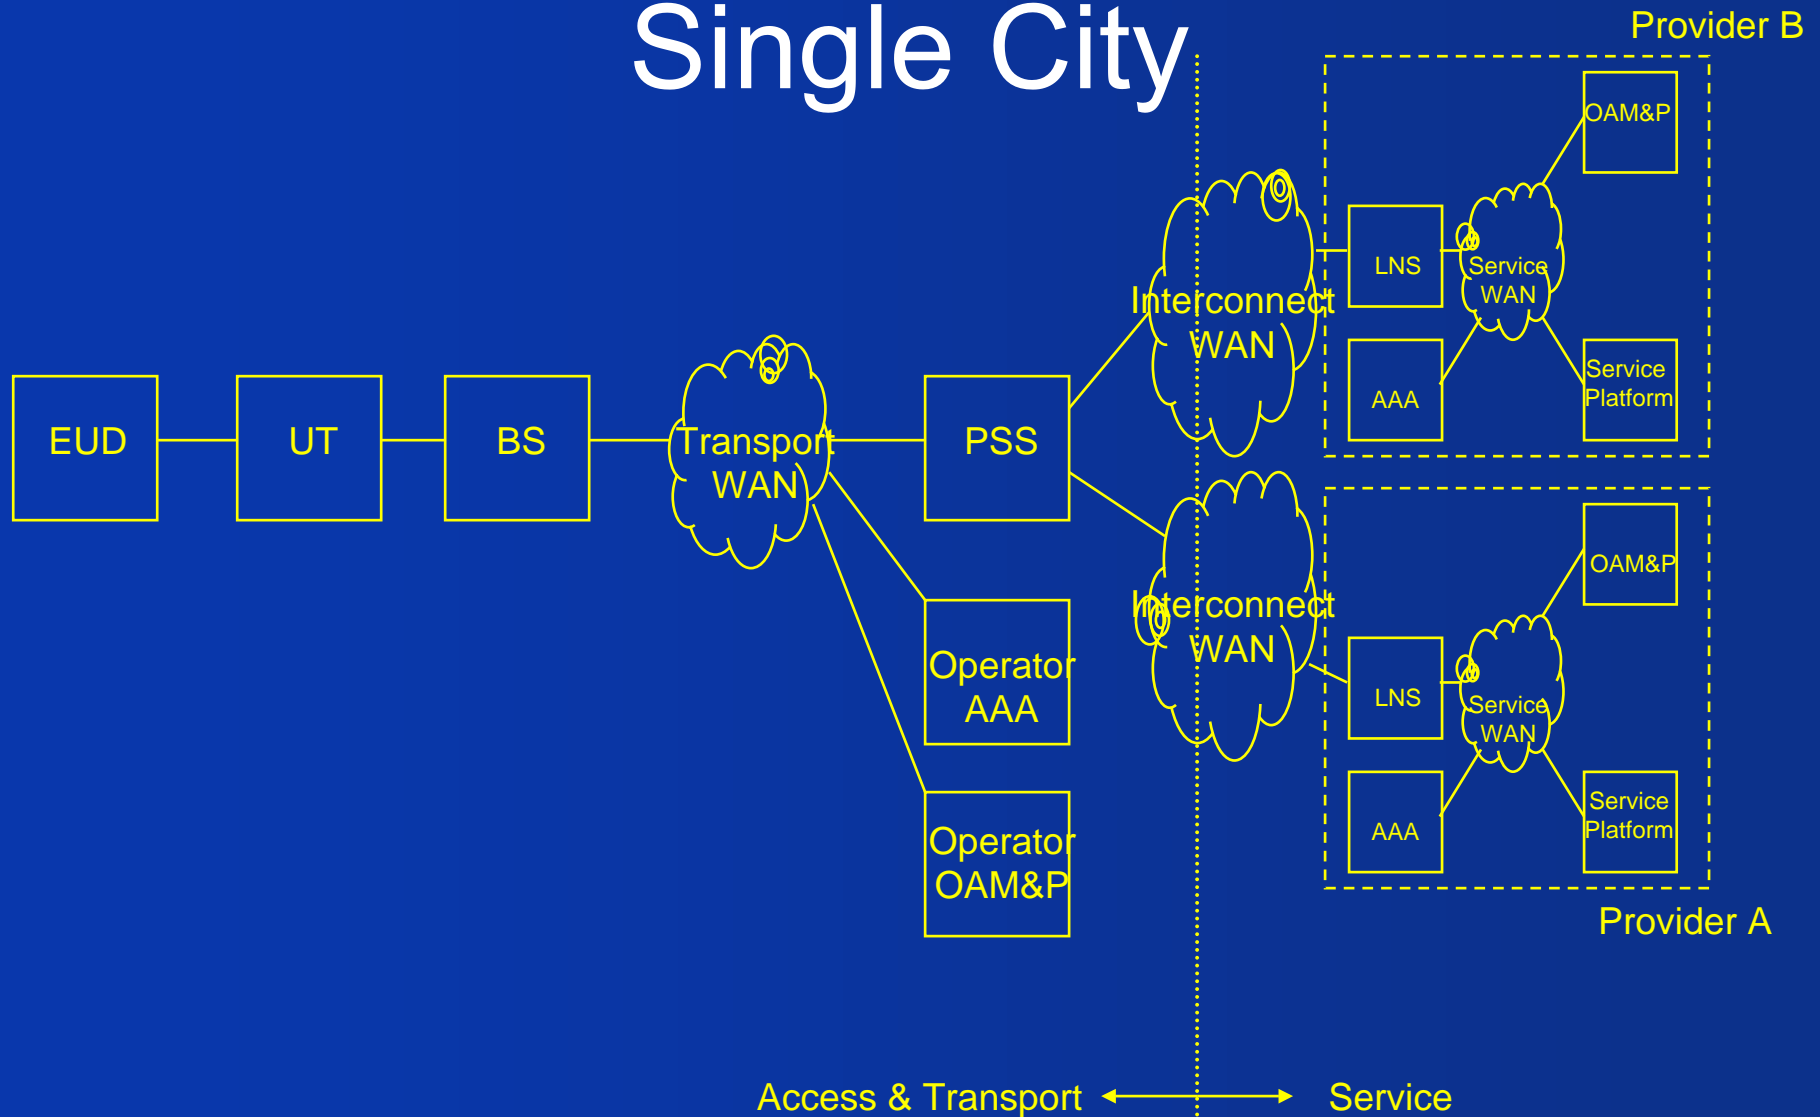 Single City
Provider B
OAM&P
LNS
Service
WAN
AAA
Service
Platform
Interconnect
WAN
EUD
UT
BS
Transport
WAN
PSS
Interconnect
WAN
Operator
AAA
Operator
OAM&P
OAM&P
LNS
Service
WAN
AAA
Service
Platform
Provider A
Access & Transport
Service